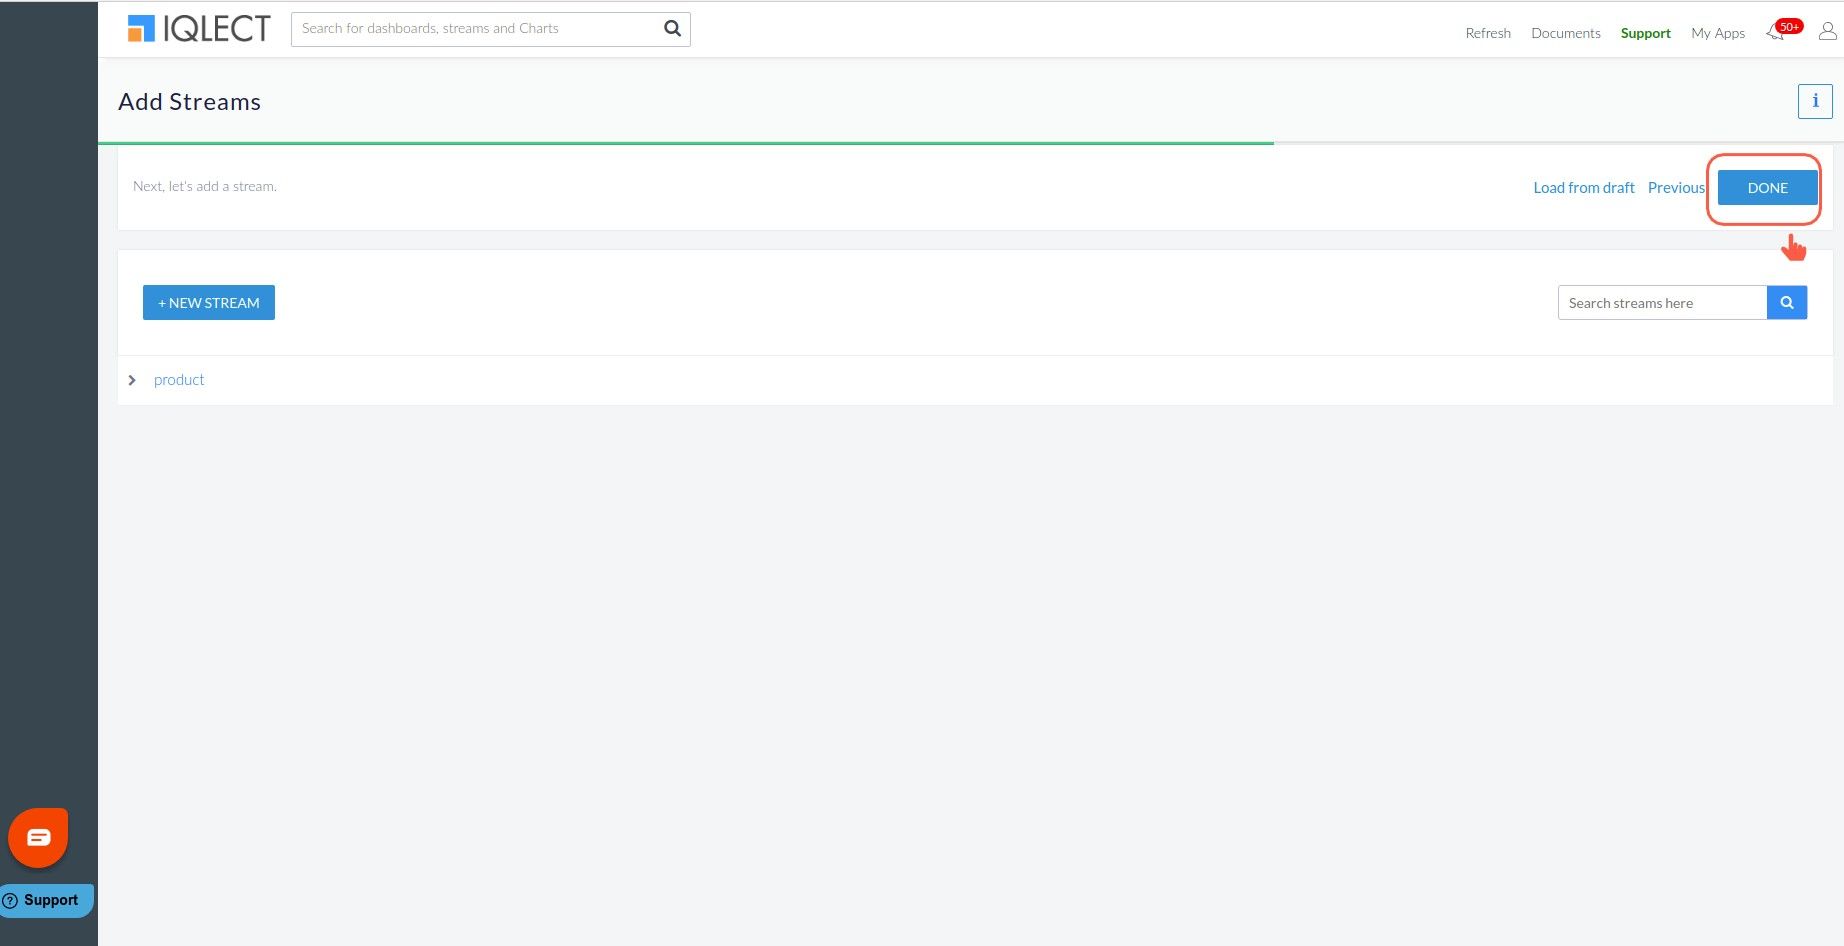 IQLECT
Search for dashboards, streams and Charts
Refresh Documents Support My Apps 50+
Add Streams
i
Next, let's add a stream.
Load from draft Previous DONE
+ NEW STREAM
Search streams here
product
? Support